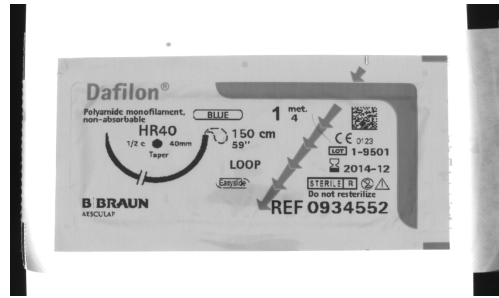 Dafilon®
Polyamide monofilament,
non-absorbable
BLUE
HR40
1/2 c 40mm
Taper
150 cm
59"
LOOP
Easyslide
1 met.
4
CE 0123
LOT 1-9501
2014-12
STERILE R
Do not resterilize
REF 0934552
B BRAUN
AESCULAP